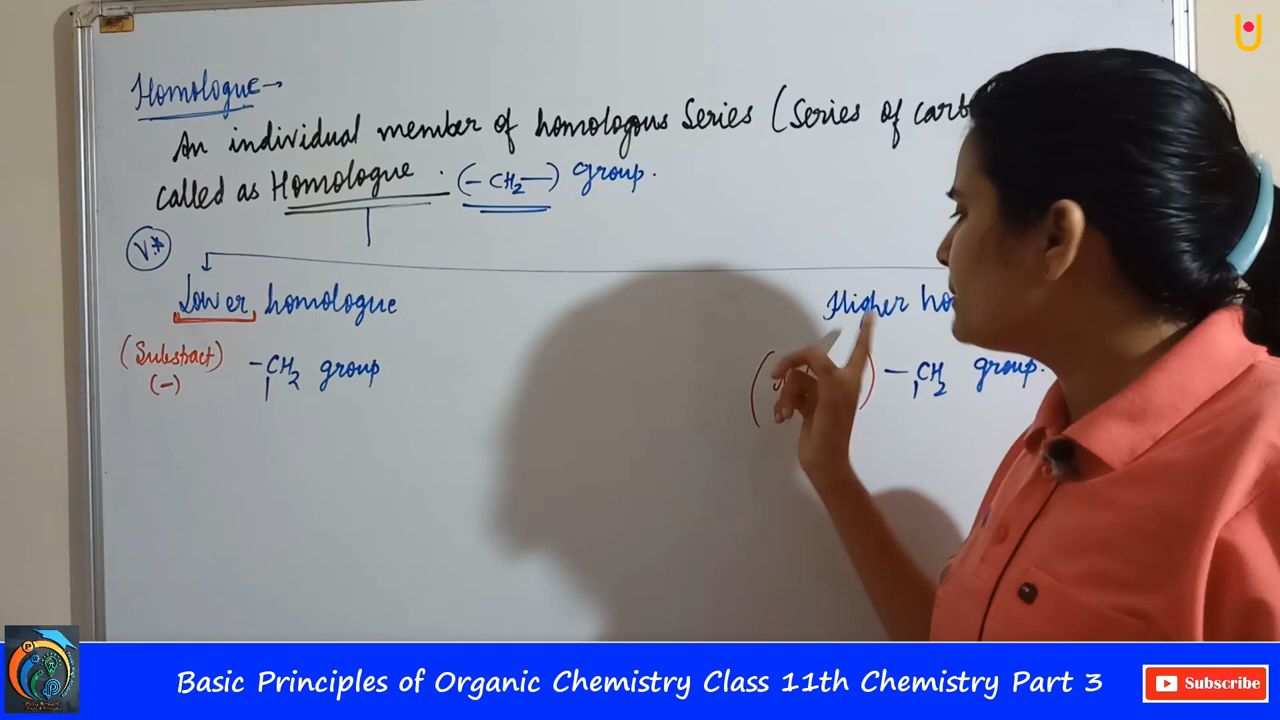 Homologue →
An individual member of homologous Series (Series of carb
called as Homologue . (-CH2-) group.
V.*
Lower homologue
Higher ho
(Substract) -CH2 group
(-)
( ) -CH2 group.
Basic Principles of Organic Chemistry Class 11th Chemistry Part 3
Subscribe